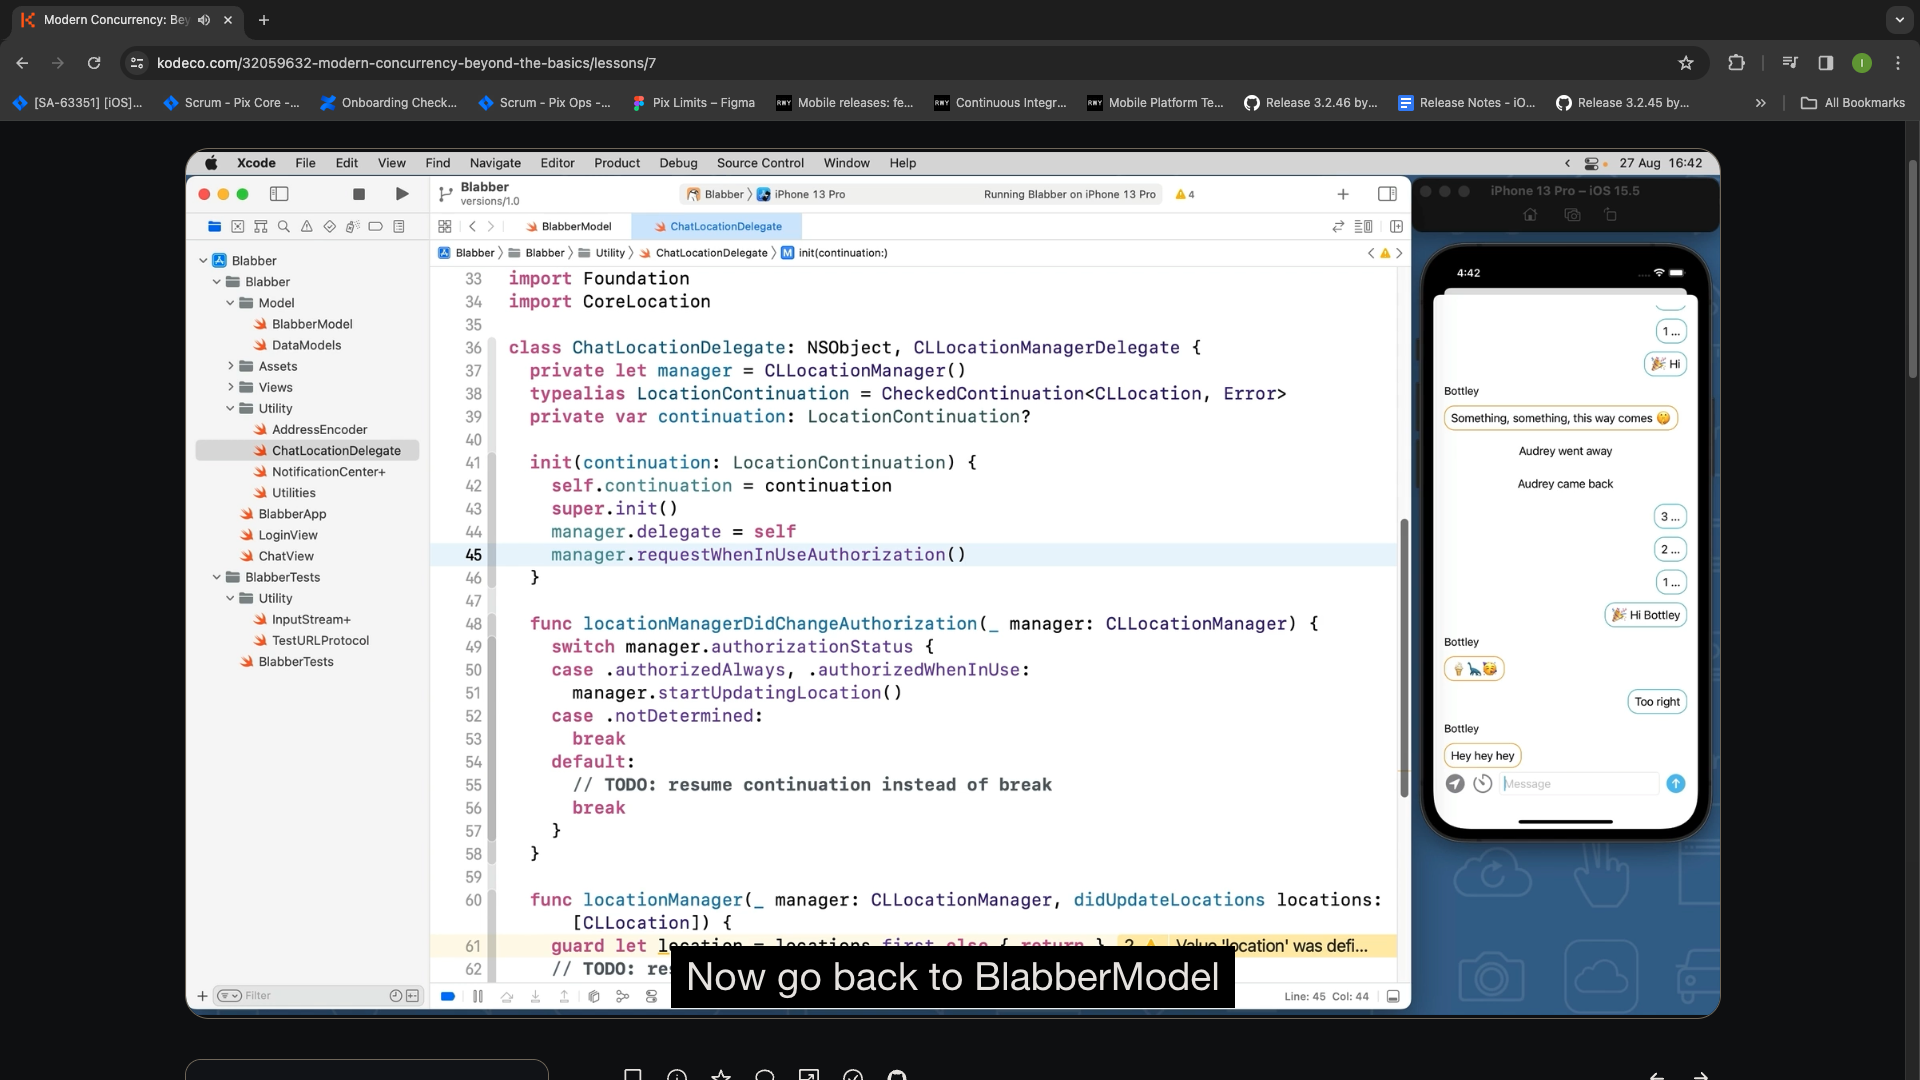 Modern Concurrency: Bey
kodeco.com/32059632-modern-concurrency-beyond-the-basics/lessons/7
I
[SA-63351] [iOS]...
Scrum - Pix Core -...
Onboarding Check...
Scrum - Pix Ops -...
Pix Limits – Figma
RWY Mobile releases: fe...
RWY Continuous Integr...
RWY Mobile Platform Te...
Release 3.2.46 by...
Release Notes - iO...
Release 3.2.45 by...
All Bookmarks
Xcode File Edit View Find Navigate Editor Product Debug Source Control Window Help
27 Aug 16:42
Blabber
versions/1.0
Blabber
iPhone 13 Pro
Running Blabber on iPhone 13 Pro
4
BlabberModel
ChatLocationDelegate
Blabber
Blabber
Utility
ChatLocationDelegate
M init(continuation:)
Blabber
Blabber
Model
BlabberModel
DataModels
Assets
Views
Utility
AddressEncoder
ChatLocationDelegate
NotificationCenter+
Utilities
BlabberApp
LoginView
ChatView
BlabberTests
Utility
InputStream+
TestURLProtocol
BlabberTests
Filter
33 import Foundation
34 import CoreLocation
35
36 class ChatLocationDelegate: NSObject, CLLocationManagerDelegate {
37 private let manager = CLLocationManager()
38 typealias LocationContinuation = CheckedContinuation<CLLocation, Error>
39 private var continuation: LocationContinuation?
40
41 init(continuation: LocationContinuation) {
42 self.continuation = continuation
43 super.init()
44 manager.delegate = self
45 manager.requestWhenInUseAuthorization()
46 }
47
48 func locationManagerDidChangeAuthorization(_ manager: CLLocationManager) {
49 switch manager.authorizationStatus {
50 case .authorizedAlways, .authorizedWhenInUse:
51 manager.startUpdatingLocation()
52 case .notDetermined:
53 break
54 default:
55 // TODO: resume continuation instead of break
56 break
57 }
58 }
59
60 func locationManager(_ manager: CLLocationManager, didUpdateLocations locations:
[CLLocation]) {
61 guard let location = locations.first else { return } 2 Value 'location' was defi...
62 // TODO: re
Now go back to BlabberModel
Line: 45 Col: 44
iPhone 13 Pro – iOS 15.5
4:42
1 ...
🎉 Hi
Bottley
Something, something, this way comes 🤫
Audrey went away
Audrey came back
3 ...
2 ...
1 ...
🎉 Hi Bottley
Bottley
🍦🦕🥳
Too right
Bottley
Hey hey hey
Message